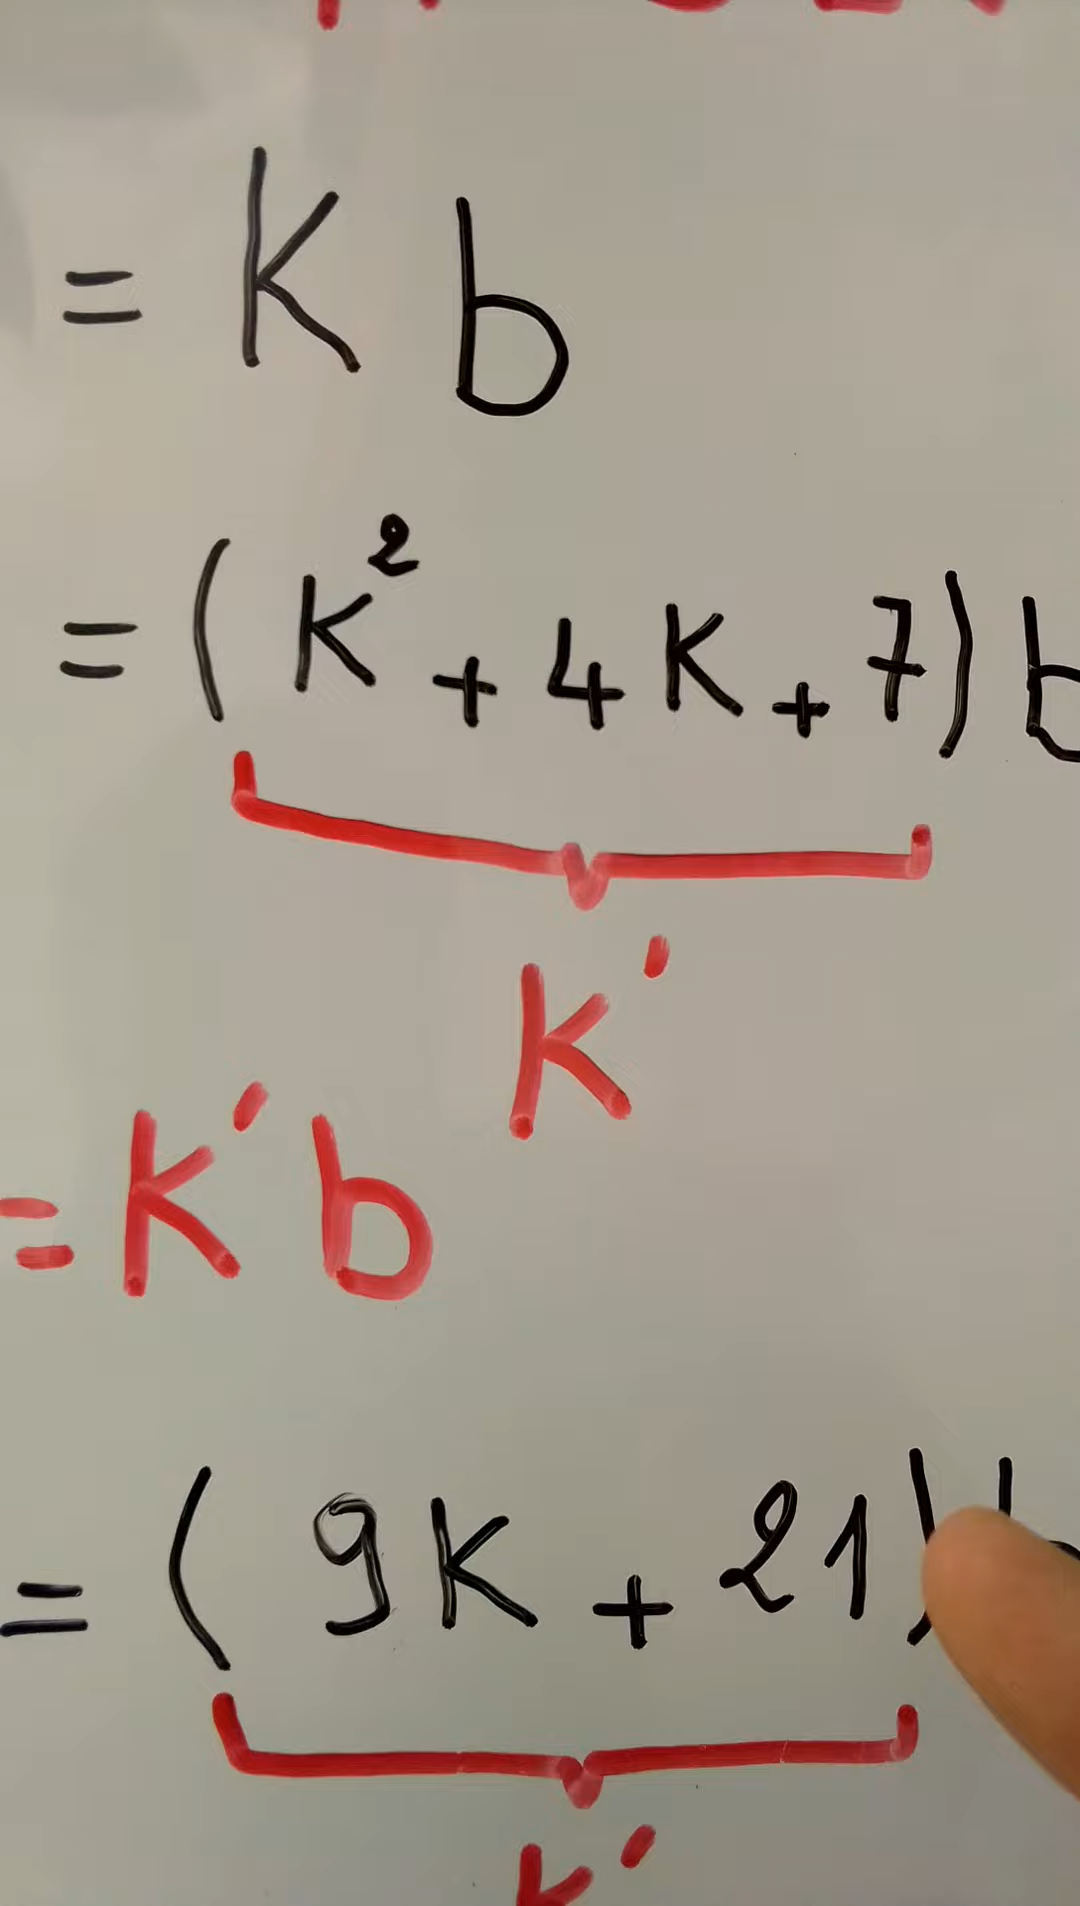 = K b
= (K² + 4K + 7) b
K'
= K' b
= (9K + 21) b
K'